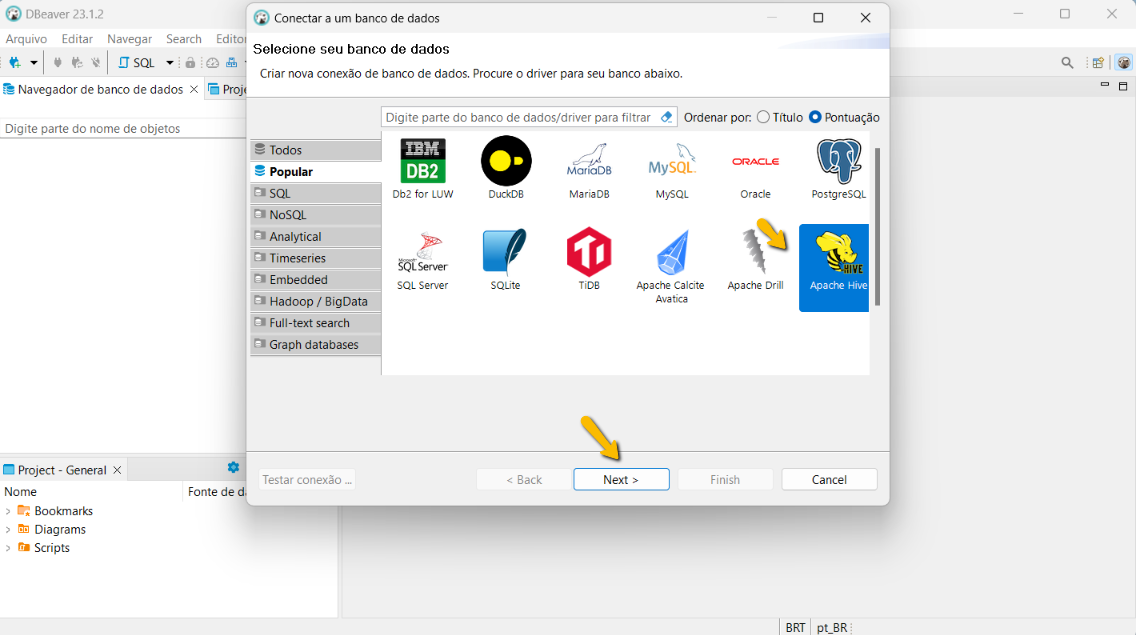 DBeaver 23.1.2
Arquivo Editar Navegar Search Edito
SQL
Navegador de banco de dados
Proje
Digite parte do nome de objetos
Conectar a um banco de dados
Selecione seu banco de dados
Criar nova conexão de banco de dados. Procure o driver para seu banco abaixo.
Digite parte do banco de dados/driver para filtrar
Ordenar por: Título Pontuação
Todos
Popular
SQL
NoSQL
Analytical
Timeseries
Embedded
Hadoop / BigData
Full-text search
Graph databases
IBM
DB2
MariaDB
MySQL
ORACLE
Db2 for LUW DuckDB MariaDB MySQL Oracle PostgreSQL
Microsoft
SQL Server
HIVE
SQL Server SQLite TiDB Apache Calcite Avatica Apache Drill Apache Hive
Testar conexão ... < Back Next > Finish Cancel
Project - General
Nome Fonte de da
Bookmarks
Diagrams
Scripts
BRT pt_BR